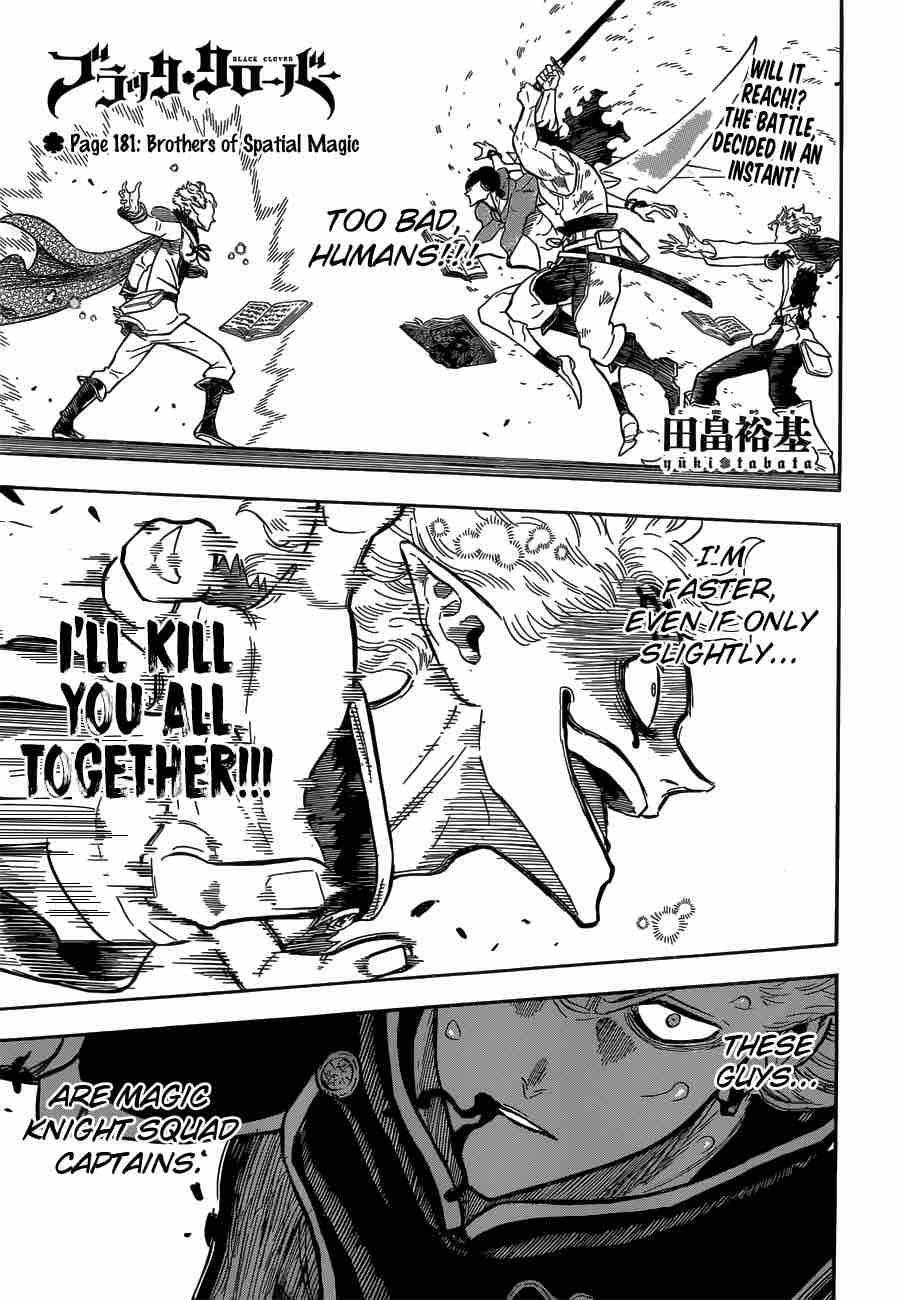 ブラック・クローバー
BLACK CLOVER
Page 181: Brothers of Spatial Magic
WILL IT
REACH!?
THE BATTLE,
DECIDED IN AN
INSTANT!
TOO BAD,
HUMANS!!!
田畠裕基
yūki tabata
I'M
FASTER,
EVEN IF ONLY
SLIGHTLY...
I'LL KILL
YOU ALL
TOGETHER!!!
THESE
GUYS...
ARE MAGIC
KNIGHT SQUAD
CAPTAINS.